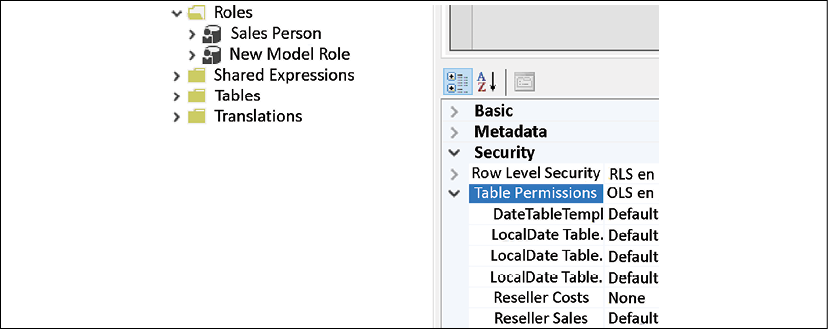 Roles
Sales Person
New Model Role
Shared Expressions
Tables
Translations
A
Z
Basic
Metadata
Security
Row Level Security RLS en
Table Permissions OLS en
DateTableTempl Default
LocalDate Table. Default
LocalDate Table. Default
LocalDate Table. Default
Reseller Costs None
Reseller Sales Default